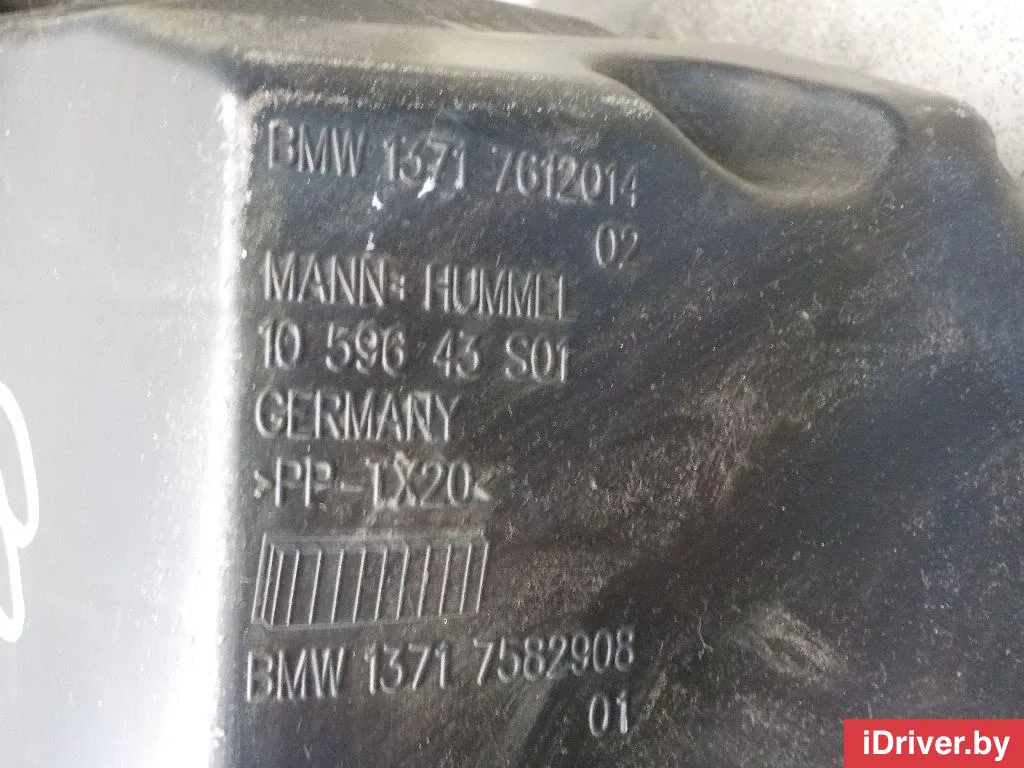 BMW 1371 7612014
02
MANN+HUMMEL
10 596 43 S01
GERMANY
>PP-TX20<
BMW 1371 7582908
01
iDriver.by